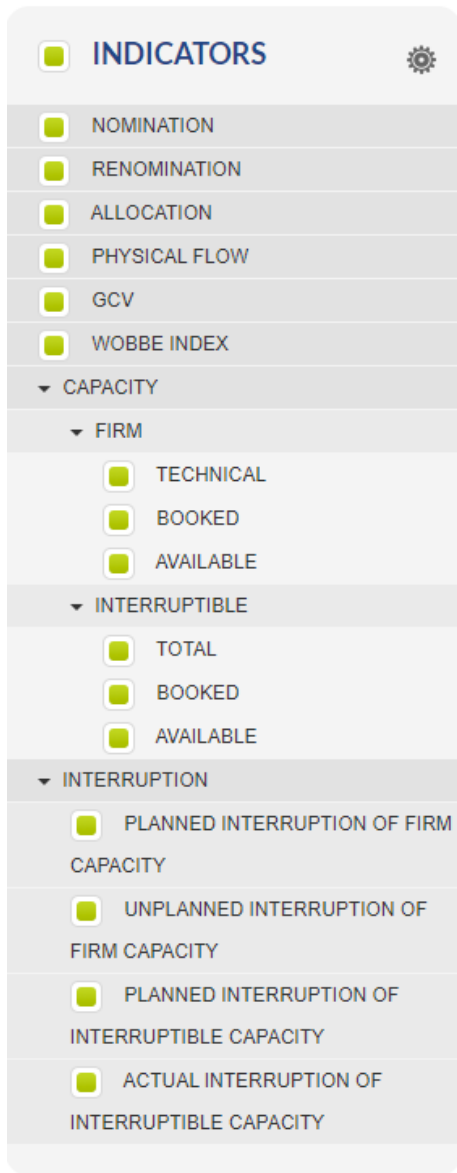 INDICATORS
NOMINATION
RENOMINATION
ALLOCATION
PHYSICAL FLOW
GCV
WOBBE INDEX
CAPACITY
FIRM
TECHNICAL
BOOKED
AVAILABLE
INTERRUPTIBLE
TOTAL
BOOKED
AVAILABLE
INTERRUPTION
PLANNED INTERRUPTION OF FIRM
CAPACITY
UNPLANNED INTERRUPTION OF
FIRM CAPACITY
PLANNED INTERRUPTION OF
INTERRUPTIBLE CAPACITY
ACTUAL INTERRUPTION OF
INTERRUPTIBLE CAPACITY